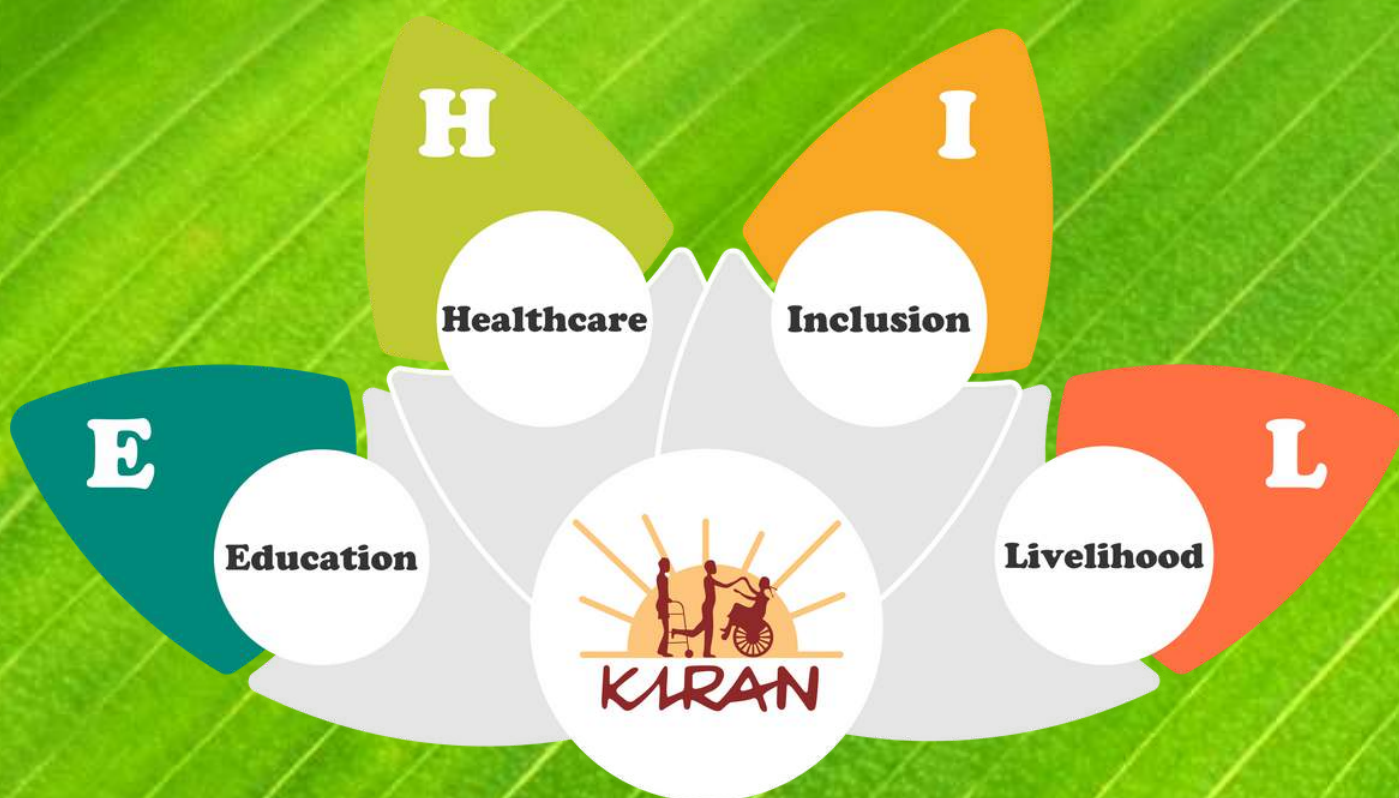 H
I
Healthcare
Inclusion
E
L
Education
Livelihood
KIRAN